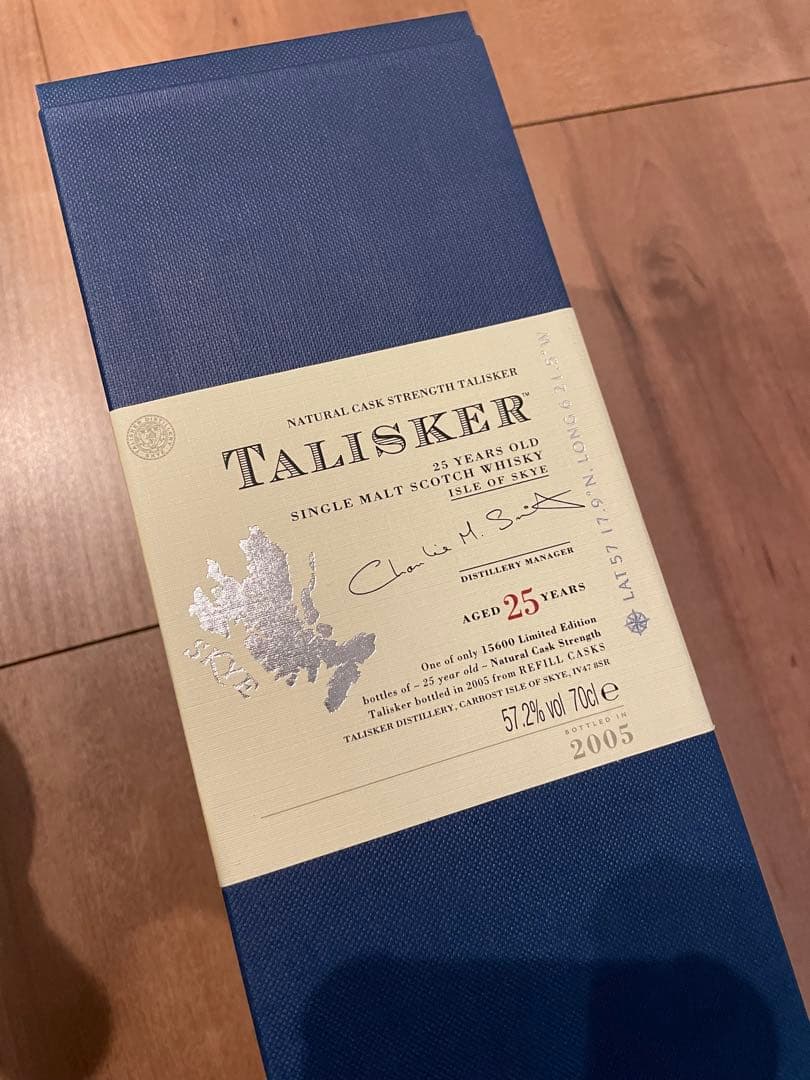 NATURAL CASK STRENGTH TALISKER
TALISKER™
25 YEARS OLD
SINGLE MALT SCOTCH WHISKY
ISLE OF SKYE
Charlie M. Smith
DISTILLERY MANAGER
AGED 25 YEARS
SKYE
One of only 15600 Limited Edition
bottles of ~ 25 year old ~ Natural Cask Strength
Talisker bottled in 2005 from REFILL CASKS
TALISKER DISTILLERY, CARBOST ISLE OF SKYE, IV47 8SR
57.2% vol 70cl ℮
BOTTLED IN
2005
LAT 57 17.9°N. LONG 6 21.5°W